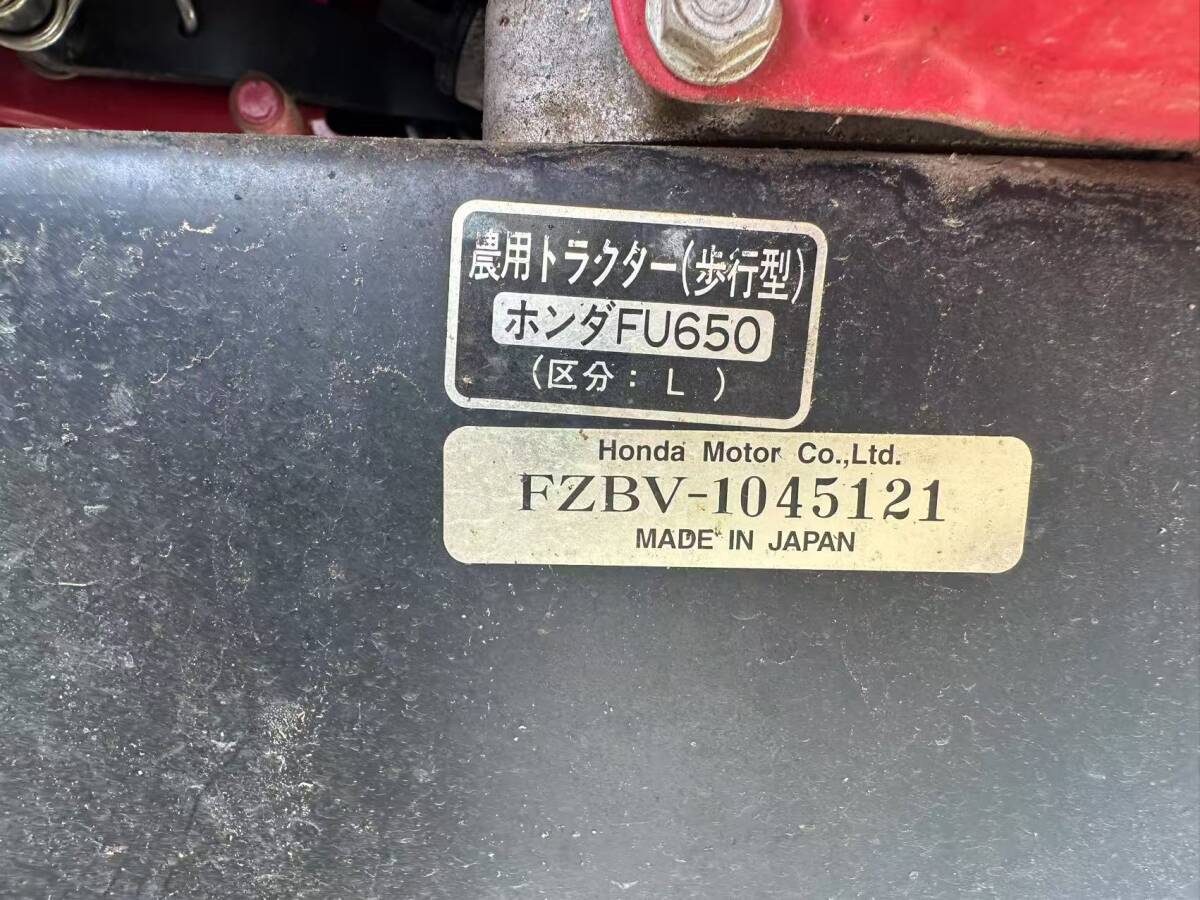 農用トラクター(歩行型)
ホンダFU650
(区分: L )
Honda Motor Co.,Ltd.
FZBV-1045121
MADE IN JAPAN